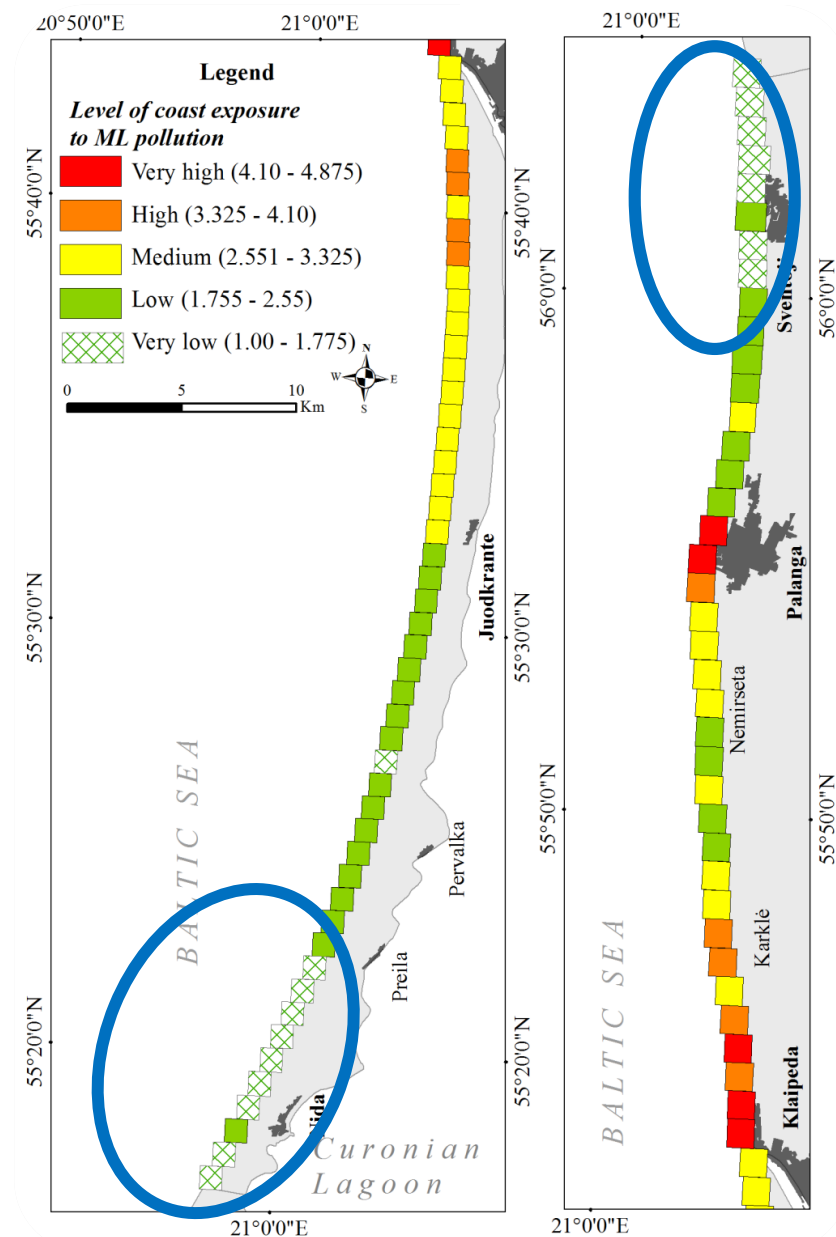 20°50'0"E
21°0'0"E
Legend
Level of coast exposure
to ML pollution
Very high (4.10 - 4.875)
High (3.325 - 4.10)
Medium (2.551 - 3.325)
Low (1.755 - 2.55)
Very low (1.00 - 1.775)
N
W
E
S
0
5
10
Km
55°40'0"N
55°40'0"N
Juodkrante
55°30'0"N
55°30'0"N
BALTIC SEA
Pervalka
Preila
55°20'0"N
55°20'0"N
Curonian
Lagoon
21°0'0"E
21°0'0"E
56°0'0"N
56°0'0"N
Palanga
Nemirseta
55°50'0"N
55°50'0"N
Karklė
BALTIC SEA
Klaipeda
21°0'0"E